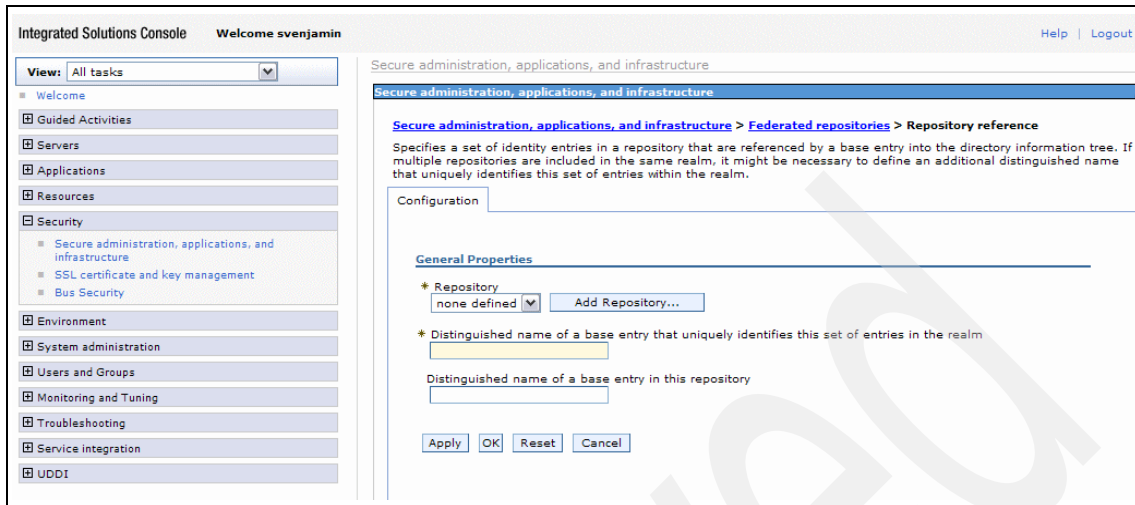 Integrated Solutions Console Welcome svenjamin Help | Logout
View: All tasks
Welcome
Guided Activities
Servers
Applications
Resources
Security
Secure administration, applications, and
infrastructure
SSL certificate and key management
Bus Security
Environment
System administration
Users and Groups
Monitoring and Tuning
Troubleshooting
Service integration
UDDI
Secure administration, applications, and infrastructure
Secure administration, applications, and infrastructure
Secure administration, applications, and infrastructure > Federated repositories > Repository reference
Specifies a set of identity entries in a repository that are referenced by a base entry into the directory information tree. If
multiple repositories are included in the same realm, it might be necessary to define an additional distinguished name
that uniquely identifies this set of entries within the realm.
Configuration
General Properties
* Repository
none defined Add Repository...
* Distinguished name of a base entry that uniquely identifies this set of entries in the realm
Distinguished name of a base entry in this repository
Apply OK Reset Cancel